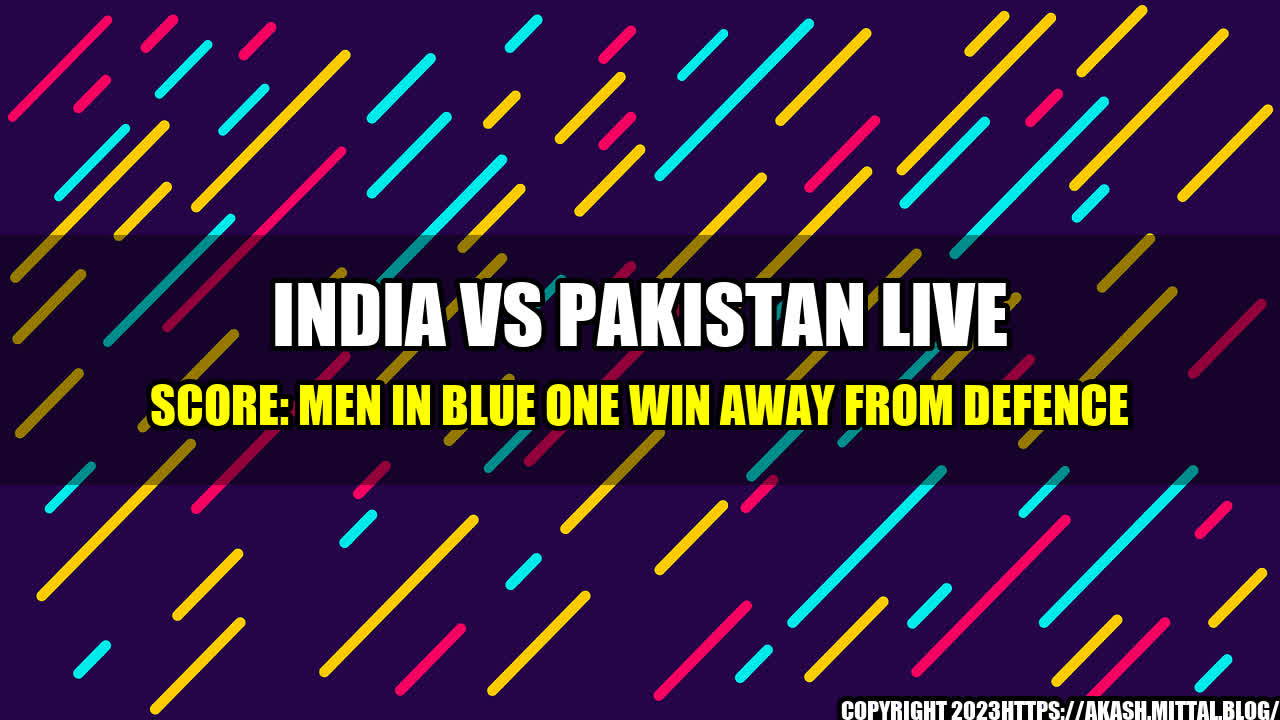 INDIA VS PAKISTAN LIVE
SCORE: MEN IN BLUE ONE WIN AWAY FROM DEFENCE
COPYRIGHT 2023HTTPS://AKASH.MITTAL.BLOG/